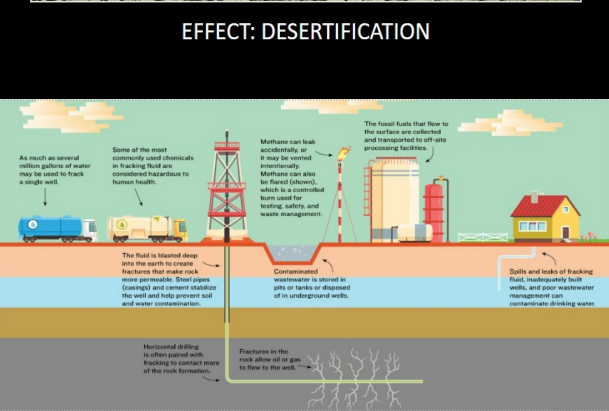 EFFECT: DESERTIFICATION
As much as several
million gallons of water
may be used to frack
a single well.
Some of the most
commonly used chemicals
in fracking fluid are
considered hazardous to
human health.
Methane can leak
accidentally, or
it may be vented
intentionally.
Methane can also
be flared (shown),
which is a controlled
burn used for
testing, safety, and
waste management.
The fossil fuels that flow to
the surface are collected
and transported to off-site
processing facilities.
The fluid is blasted deep
into the earth to create
fractures that make rock
more permeable. Steel pipes
(casings) and cement stabilize
the well and help prevent soil
and water contamination.
Contaminated
wastewater is stored in
pits or tanks or disposed
of in underground wells.
Spills and leaks of fracking
fluid, inadequately built
wells, and poor wastewater
management can
contaminate drinking water.
Horizontal drilling
is often paired with
fracking to contact more
of the rock formation.
Fractures in the
rock allow oil or gas
to flow to the well.